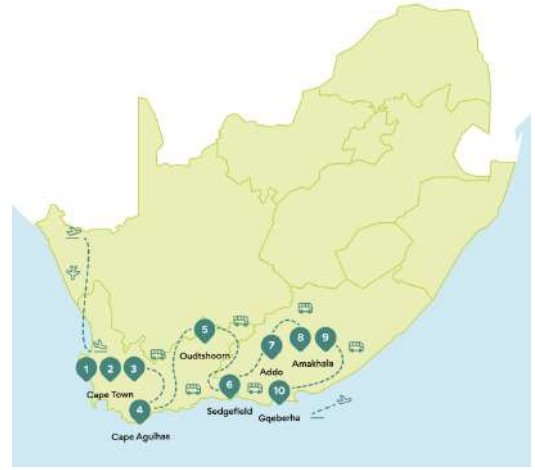 5
Oudtshoorn
7
8
9
Addo
Amakhala
1
2
3
Cape Town
6
10
Sedgefield
Gqeberha
4
Cape Agulhas